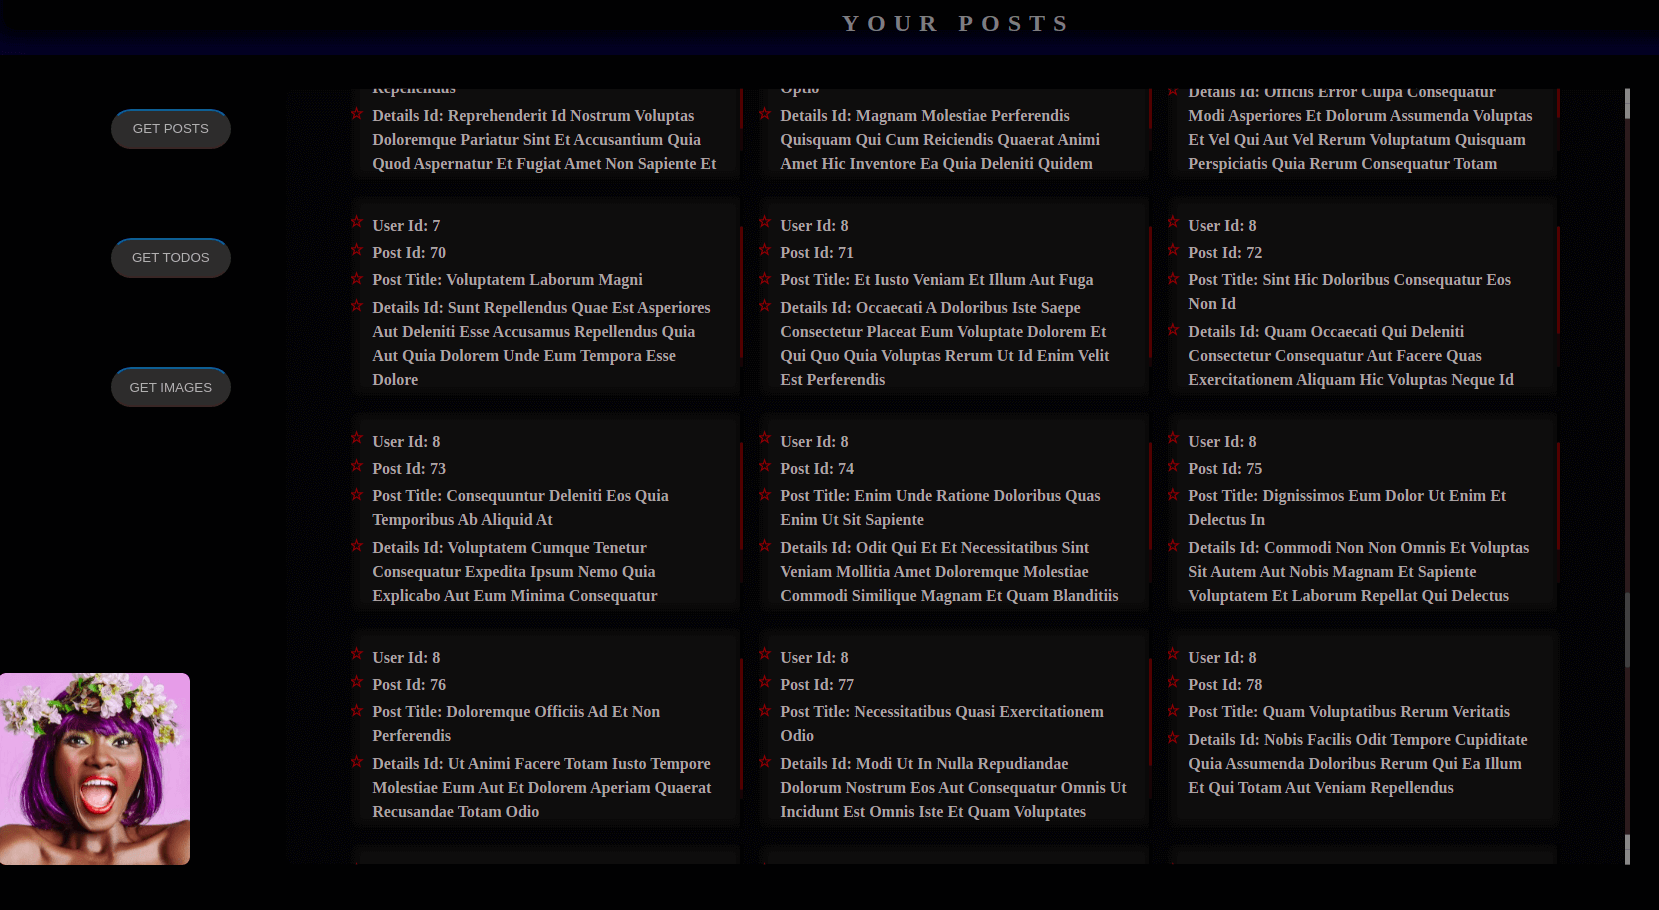 YOUR POSTS
GET POSTS
GET TODOS
GET IMAGES
Repellendus
Details Id: Reprehenderit Id Nostrum Voluptas
Doloremque Pariatur Sint Et Accusantium Quia
Quod Aspernatur Et Fugiat Amet Non Sapiente Et
Optio
Details Id: Magnam Molestiae Perferendis
Quisquam Qui Cum Reiciendis Quaerat Animi
Amet Hic Inventore Ea Quia Deleniti Quidem
Details Id: Officiis Error Culpa Consequatur
Modi Asperiores Et Dolorum Assumenda Voluptas
Et Vel Qui Aut Vel Rerum Voluptatum Quisquam
Perspiciatis Quia Rerum Consequatur Totam
User Id: 7
Post Id: 70
Post Title: Voluptatem Laborum Magni
Details Id: Sunt Repellendus Quae Est Asperiores
Aut Deleniti Esse Accusamus Repellendus Quia
Aut Quia Dolorem Unde Eum Tempora Esse
Dolore
User Id: 8
Post Id: 71
Post Title: Et Iusto Veniam Et Illum Aut Fuga
Details Id: Occaecati A Doloribus Iste Saepe
Consectetur Placeat Eum Voluptate Dolorem Et
Qui Quo Quia Voluptas Rerum Ut Id Enim Velit
Est Perferendis
User Id: 8
Post Id: 72
Post Title: Sint Hic Doloribus Consequatur Eos
Non Id
Details Id: Quam Occaecati Qui Deleniti
Consectetur Consequatur Aut Facere Quas
Exercitationem Aliquam Hic Voluptas Neque Id
User Id: 8
Post Id: 73
Post Title: Consequuntur Deleniti Eos Quia
Temporibus Ab Aliquid At
Details Id: Voluptatem Cumque Tenetur
Consequatur Expedita Ipsum Nemo Quia
Explicabo Aut Eum Minima Consequatur
User Id: 8
Post Id: 74
Post Title: Enim Unde Ratione Doloribus Quas
Enim Ut Sit Sapiente
Details Id: Odit Qui Et Et Necessitatibus Sint
Veniam Mollitia Amet Doloremque Molestiae
Commodi Similique Magnam Et Quam Blanditiis
User Id: 8
Post Id: 75
Post Title: Dignissimos Eum Dolor Ut Enim Et
Delectus In
Details Id: Commodi Non Non Omnis Et Voluptas
Sit Autem Aut Nobis Magnam Et Sapiente
Voluptatem Et Laborum Repellat Qui Delectus
User Id: 8
Post Id: 76
Post Title: Doloremque Officiis Ad Et Non
Perferendis
Details Id: Ut Animi Facere Totam Iusto Tempore
Molestiae Eum Aut Et Dolorem Aperiam Quaerat
Recusandae Totam Odio
User Id: 8
Post Id: 77
Post Title: Necessitatibus Quasi Exercitationem
Odio
Details Id: Modi Ut In Nulla Repudiandae
Dolorum Nostrum Eos Aut Consequatur Omnis Ut
Incidunt Est Omnis Iste Et Quam Voluptates
User Id: 8
Post Id: 78
Post Title: Quam Voluptatibus Rerum Veritatis
Details Id: Nobis Facilis Odit Tempore Cupiditate
Quia Assumenda Doloribus Rerum Qui Ea Illum
Et Qui Totam Aut Veniam Repellendus